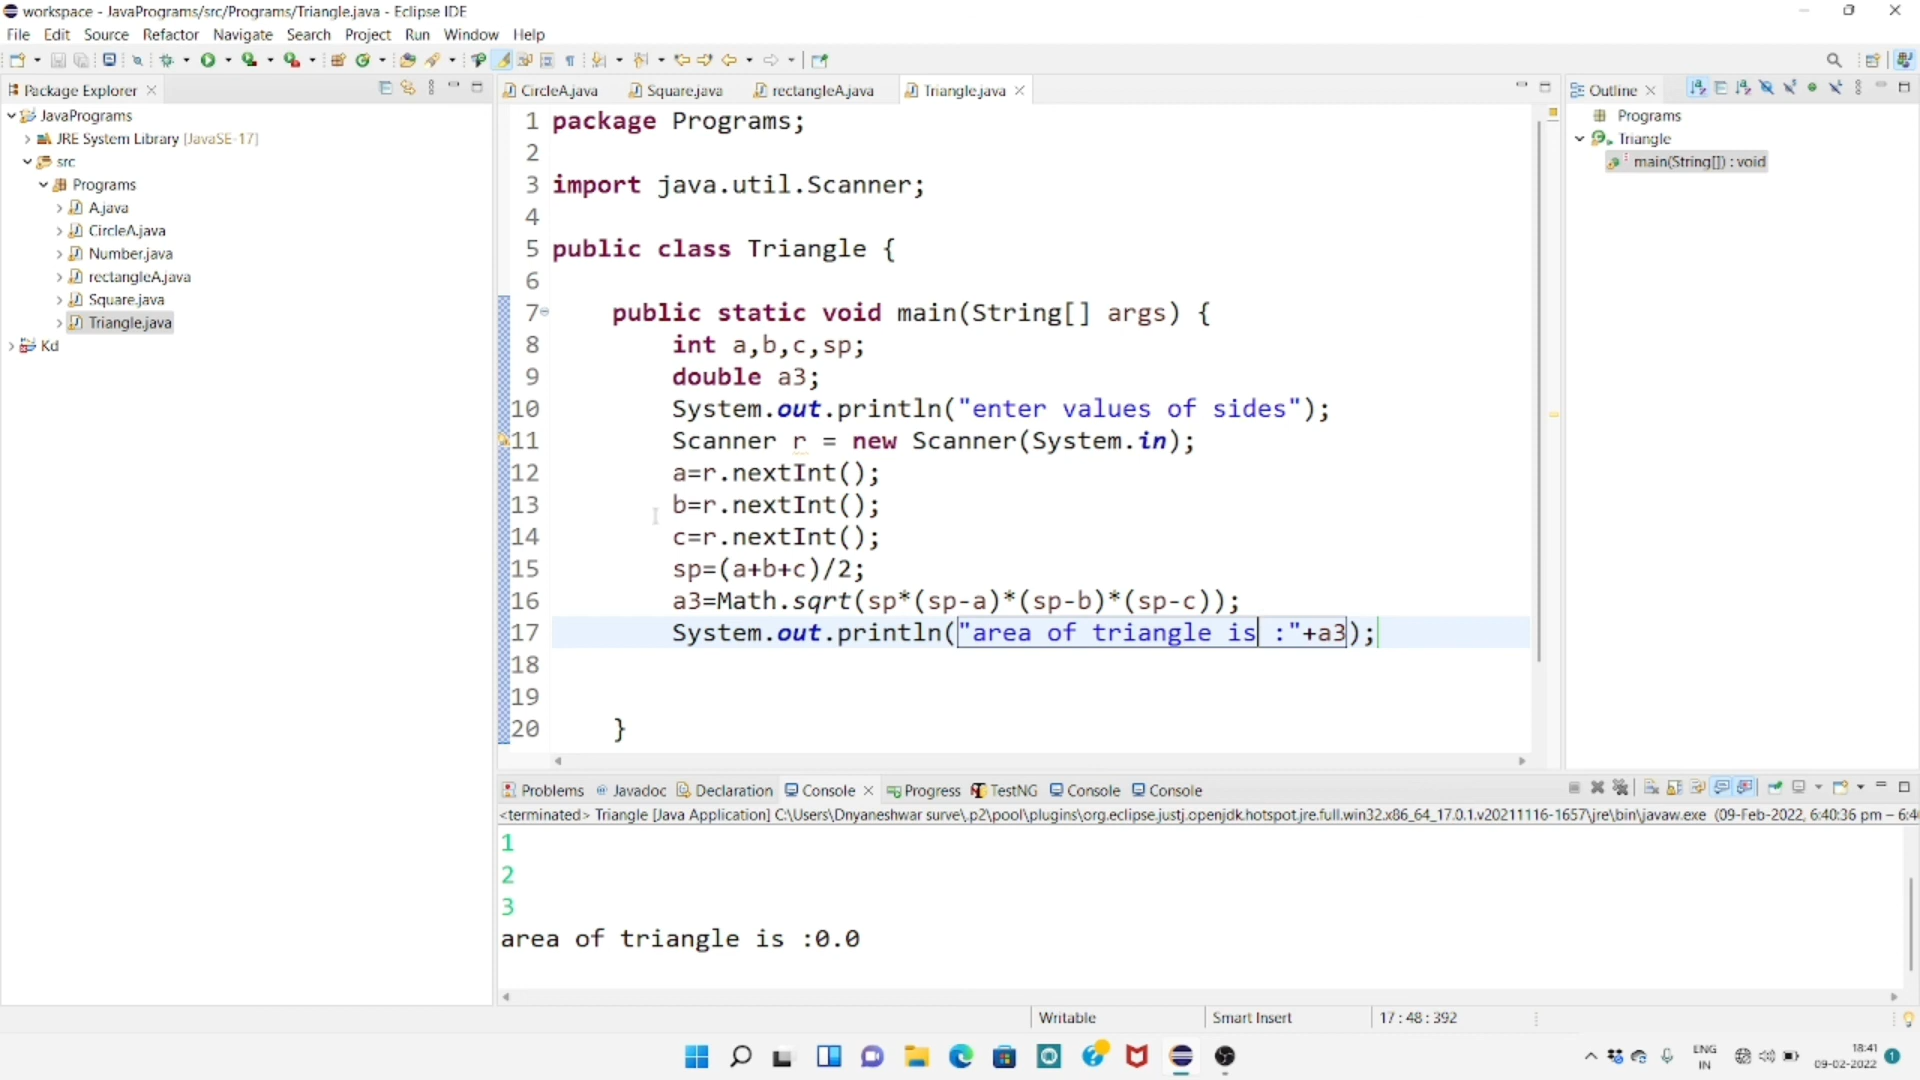 workspace - JavaPrograms/src/Programs/Triangle.java - Eclipse IDE
File Edit Source Refactor Navigate Search Project Run Window Help
Package Explorer
JavaPrograms
JRE System Library [JavaSE-17]
src
Programs
A.java
CircleA.java
Number.java
rectangleA.java
Square.java
Triangle.java
Kd
CircleA.java Square.java rectangleA.java Triangle.java
1 package Programs;
2
3 import java.util.Scanner;
4
5 public class Triangle {
6
7 public static void main(String[] args) {
8 int a,b,c,sp;
9 double a3;
10 System.out.println("enter values of sides");
11 Scanner r = new Scanner(System.in);
12 a=r.nextInt();
13 b=r.nextInt();
14 c=r.nextInt();
15 sp=(a+b+c)/2;
16 a3=Math.sqrt(sp*(sp-a)*(sp-b)*(sp-c));
17 System.out.println("area of triangle is :"+a3);
18
19
20 }
Outline
Programs
Triangle
main(String[]) : void
Problems Javadoc Declaration Console Progress TestNG Console Console
<terminated> Triangle [Java Application] C:\Users\Dnyaneshwar surve\.p2\pool\plugins\org.eclipse.justj.openjdk.hotspot.jre.full.win32.x86_64_17.0.1.v20211116-1657\jre\bin\javaw.exe (09-Feb-2022, 6:40:36 pm – 6:4
1
2
3
area of triangle is :0.0
Writable Smart Insert 17 : 48 : 392
ENG
IN
18:41
09-02-2022
1